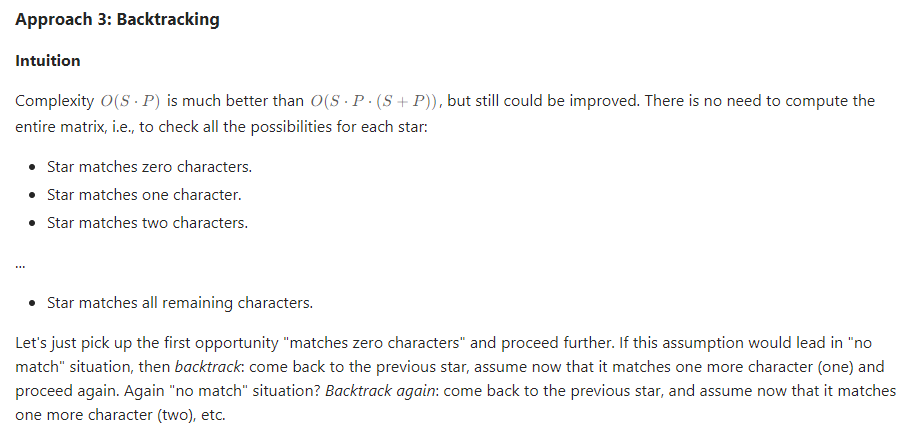 Approach 3: Backtracking
Intuition
Complexity O(S · P) is much better than O(S · P · (S + P)), but still could be improved. There is no need to compute the
entire matrix, i.e., to check all the possibilities for each star:
• Star matches zero characters.
• Star matches one character.
• Star matches two characters.
...
• Star matches all remaining characters.
Let's just pick up the first opportunity "matches zero characters" and proceed further. If this assumption would lead in "no
match" situation, then backtrack: come back to the previous star, assume now that it matches one more character (one) and
proceed again. Again "no match" situation? Backtrack again: come back to the previous star, and assume now that it matches
one more character (two), etc.